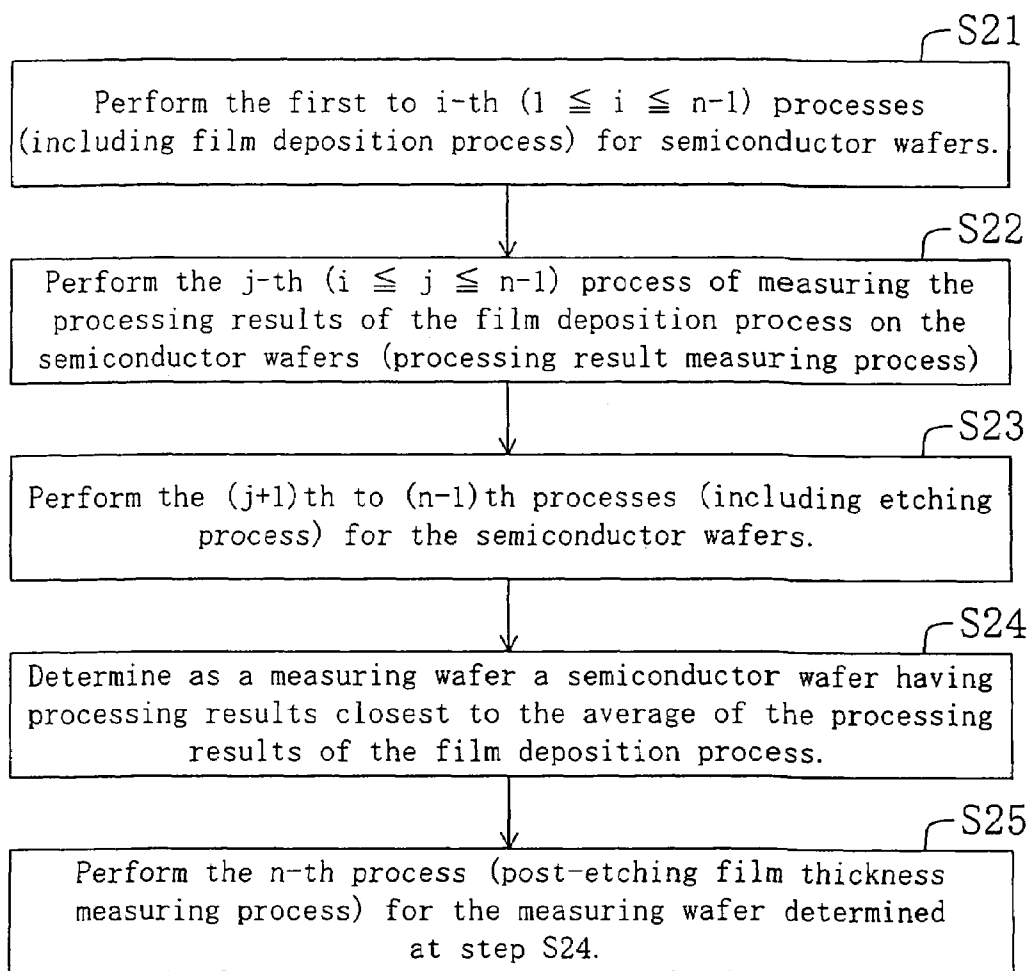 S21
Perform the first to i-th (1 ≦ i ≦ n-1) processes
(including film deposition process) for semiconductor wafers.
S22
Perform the j-th (i ≦ j ≦ n-1) process of measuring the
processing results of the film deposition process on the
semiconductor wafers (processing result measuring process)
S23
Perform the (j+1)th to (n-1)th processes (including etching
process) for the semiconductor wafers.
S24
Determine as a measuring wafer a semiconductor wafer having
processing results closest to the average of the processing
results of the film deposition process.
S25
Perform the n-th process (post-etching film thickness
measuring process) for the measuring wafer determined
at step S24.